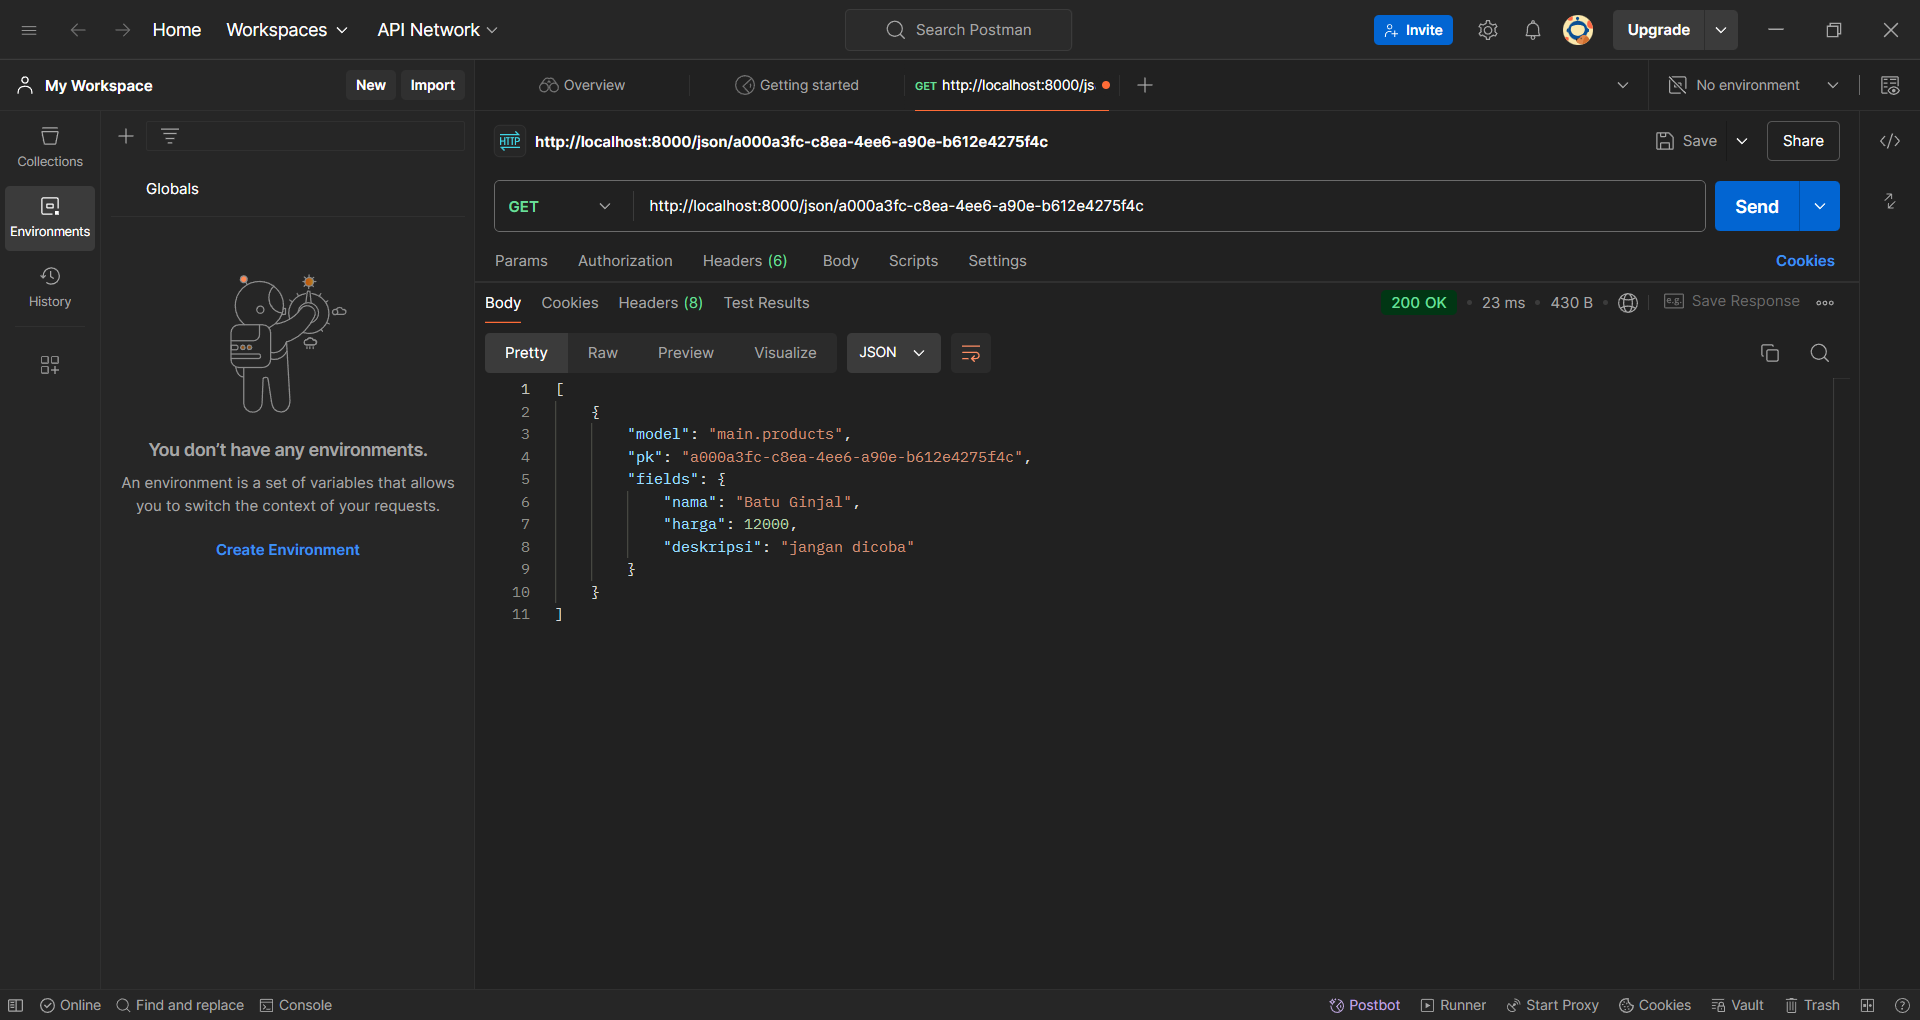 Home Workspaces API Network Search Postman Invite Upgrade
My Workspace New Import Overview Getting started GET http://localhost:8000/js No environment
Collections
Environments
History
Globals
You don't have any environments.
An environment is a set of variables that allows
you to switch the context of your requests.
Create Environment
HTTP http://localhost:8000/json/a000a3fc-c8ea-4ee6-a90e-b612e4275f4c Save Share
GET http://localhost:8000/json/a000a3fc-c8ea-4ee6-a90e-b612e4275f4c Send
Params Authorization Headers (6) Body Scripts Settings Cookies
Body Cookies Headers (8) Test Results 200 OK 23 ms 430 B e.g. Save Response
Pretty Raw Preview Visualize JSON
1 [
2 {
3 "model": "main.products",
4 "pk": "a000a3fc-c8ea-4ee6-a90e-b612e4275f4c",
5 "fields": {
6 "nama": "Batu Ginjal",
7 "harga": 12000,
8 "deskripsi": "jangan dicoba"
9 }
10 }
11 ]
Online Find and replace Console Postbot Runner Start Proxy Cookies Vault Trash